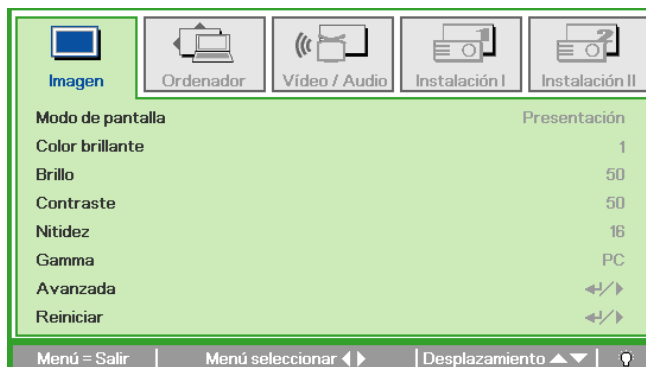 Imagen Ordenador Vídeo / Audio Instalación I Instalación II
Modo de pantalla Presentación
Color brillante 1
Brillo 50
Contraste 50
Nitidez 16
Gamma PC
Avanzada
Reiniciar
Menú = Salir Menú seleccionar Desplazamiento